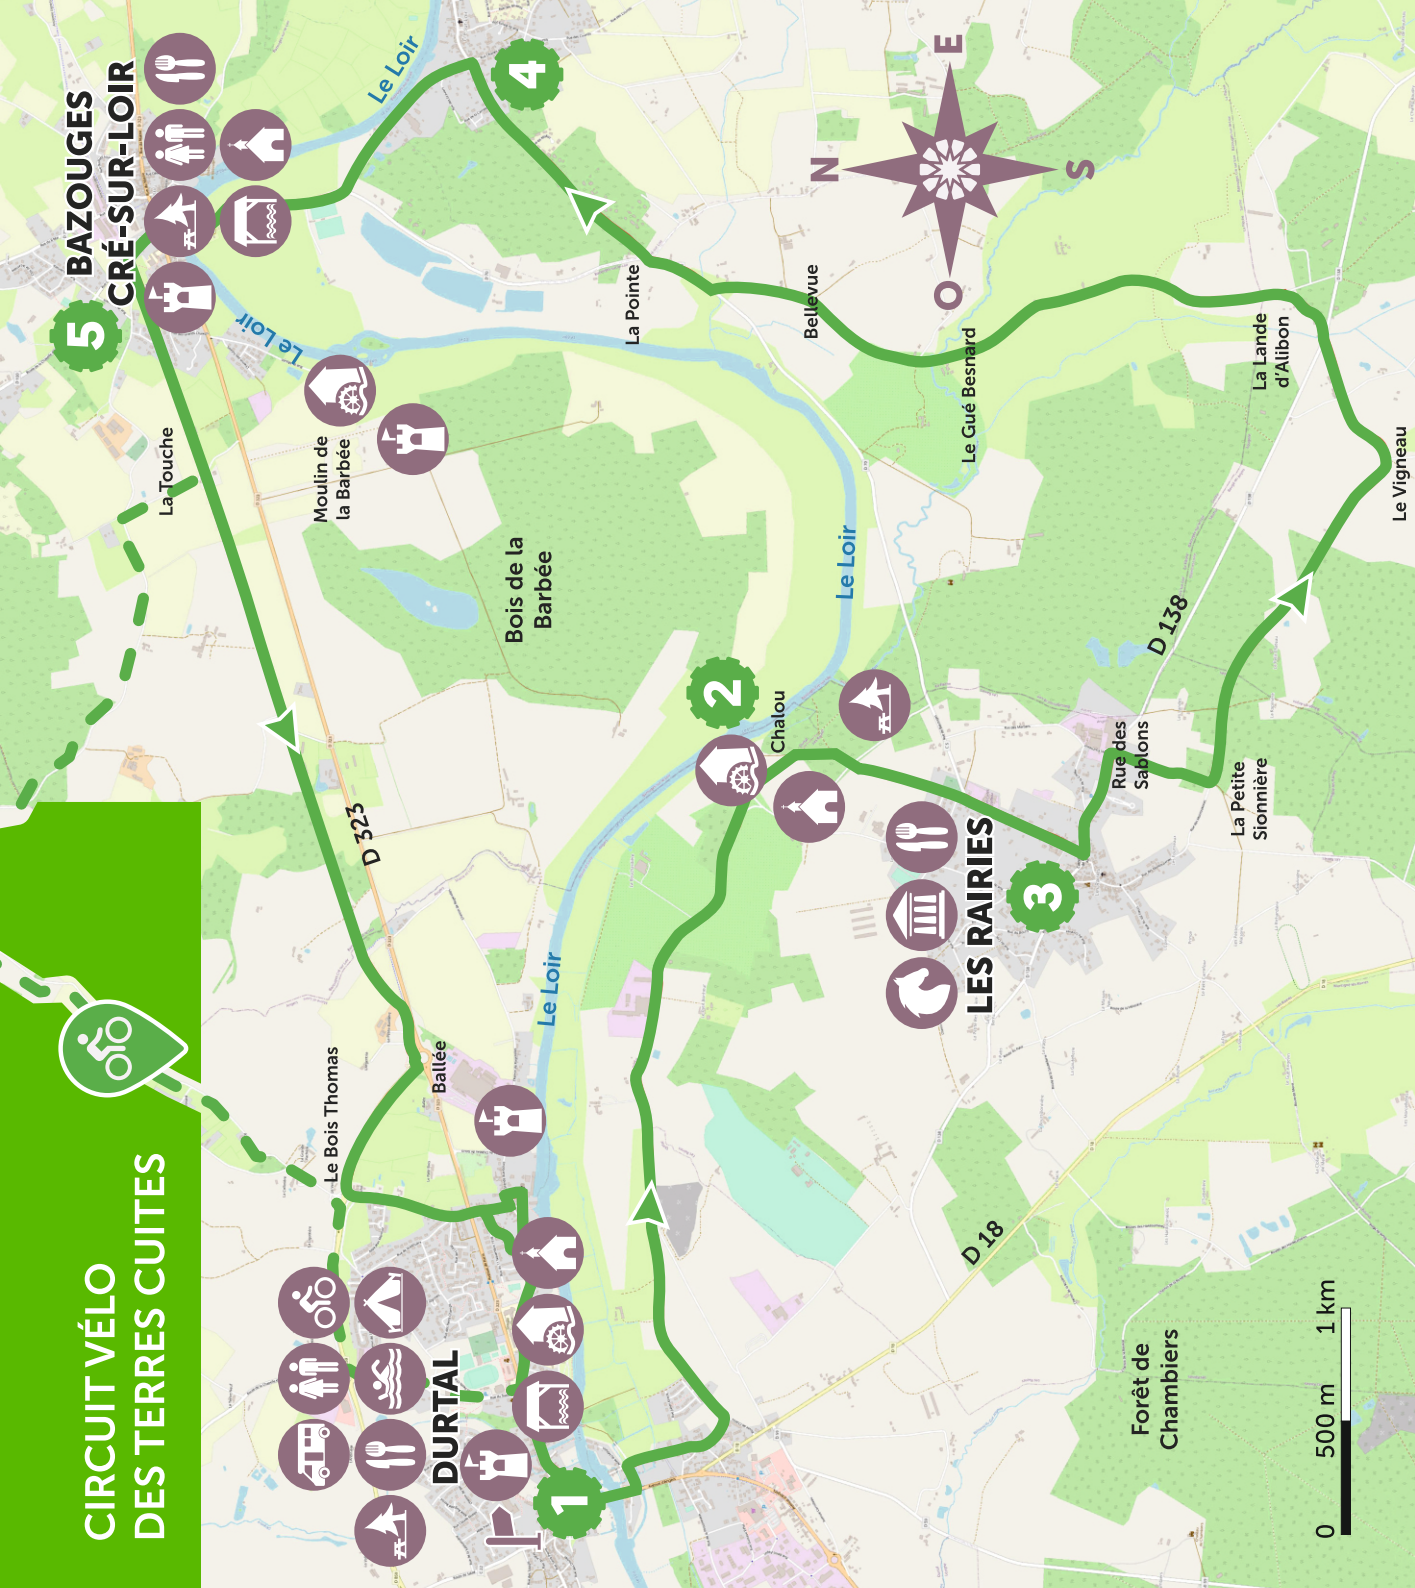 CIRCUIT VÉLO
DES TERRES CUITES
BAZOUGES
CRÉ-SUR-LOIR
5
Le Loir
4
Le Loir
La Touche
Moulin de
la Barbée
La Pointe
Bellevue
N
E
S
O
Le Gué Besnard
La Lande
d'Alibon
Le Vigneau
Bois de la
Barbée
Le Loir
D 138
2
Chalou
Rue des
Sablons
La Petite
Sionnière
D 323
LES RAIRIES
3
Le Loir
Le Bois Thomas
Ballée
D 18
DURTAL
1
Forêt de
Chambiers
0
500 m
1 km